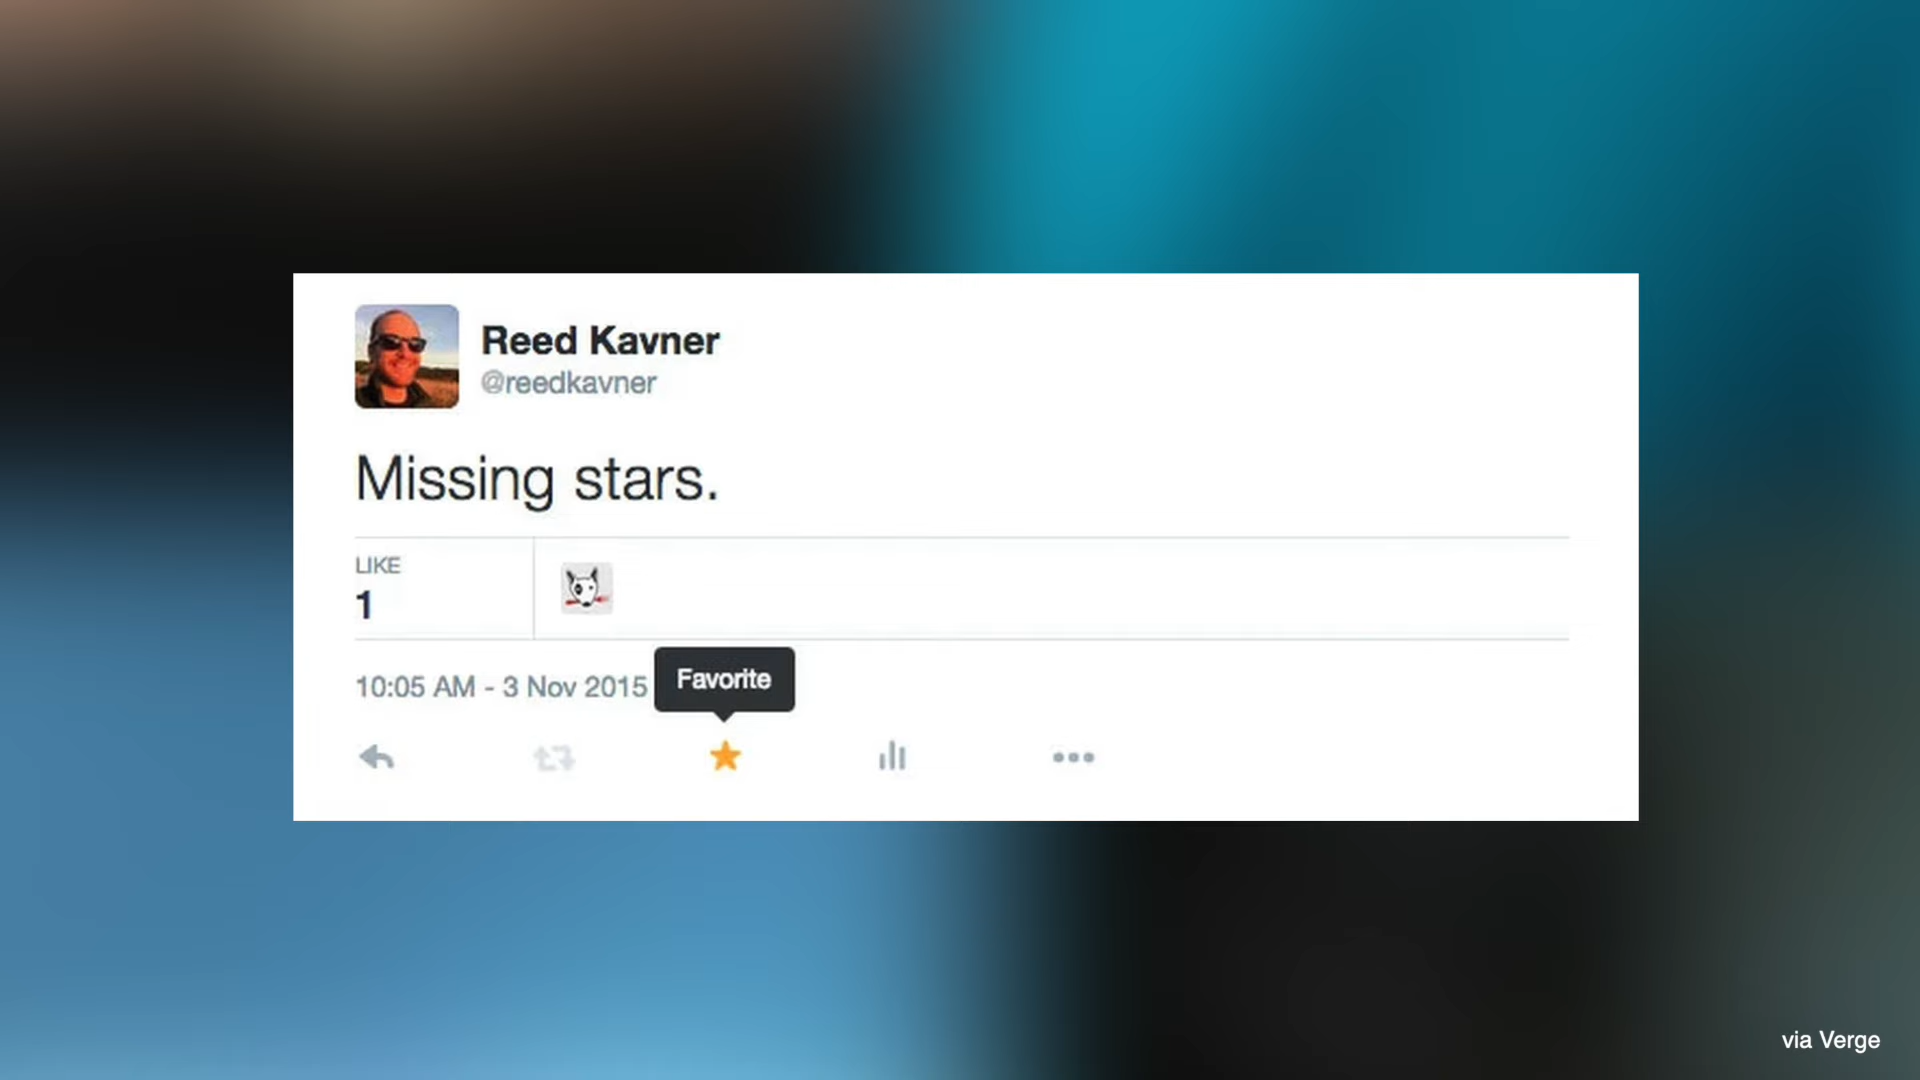 Reed Kavner
@reedkavner
Missing stars.
LIKE
1
10:05 AM - 3 Nov 2015
Favorite
via Verge